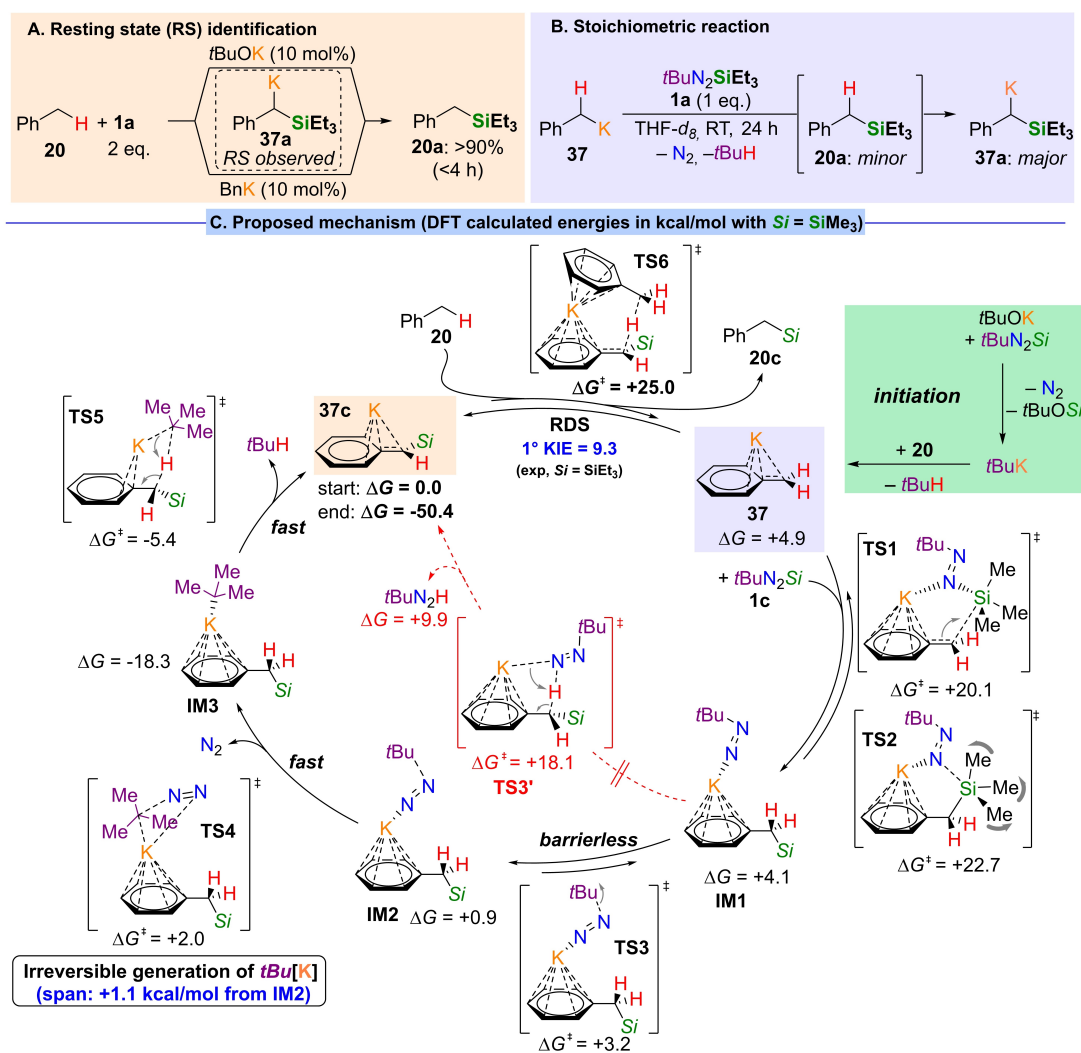 A. Resting state (RS) identification
tBuOK (10 mol%)
Ph H + 1a
20 2 eq.
K
Ph SiEt3
37a
RS observed
BnK (10 mol%)
Ph SiEt3
20a: >90%
(<4 h)
B. Stoichiometric reaction
H
Ph K
37
tBuN2SiEt3
1a (1 eq.)
THF-d8, RT, 24 h
– N2, –tBuH
H
Ph SiEt3
20a: minor
K
Ph SiEt3
37a: major
C. Proposed mechanism (DFT calculated energies in kcal/mol with Si = SiMe3)
TS6
‡
H
H
K
H
Si
H
ΔG‡ = +25.0
Ph H
20
Ph Si
20c
RDS
1° KIE = 9.3
(exp, Si = SiEt3)
tBuOK
+ tBuN2Si
initiation
– N2
– tBuOSi
+ 20
tBuK
– tBuH
37c
K
Si
H
start: ΔG = 0.0
end: ΔG = -50.4
K
H
H
37
ΔG = +4.9
+ tBuN2Si
1c
TS1
‡
tBu
N
N
K
Si
Me
Me
Me
H
H
ΔG‡ = +20.1
TS2
‡
tBu
N
N
K
Si
Me
Me
Me
H
H
ΔG‡ = +22.7
tBu
N
N
K
H
H
Si
IM1
ΔG = +4.1
TS3'
‡
tBu
N
N
K
H
Si
H
ΔG‡ = +18.1
tBuN2H
ΔG = +9.9
barrierless
TS3
‡
tBu
N
N
K
H
H
Si
ΔG‡ = +3.2
tBu
N
N
K
H
H
Si
IM2
ΔG = +0.9
fast
N2
TS4
‡
Me
Me
Me
N=N
K
H
H
Si
ΔG‡ = +2.0
Irreversible generation of tBu[K]
(span: +1.1 kcal/mol from IM2)
Me
Me
Me
K
H
H
Si
IM3
ΔG = -18.3
fast
tBuH
TS5
‡
Me
Me
Me
K
H
Si
H
ΔG‡ = -5.4